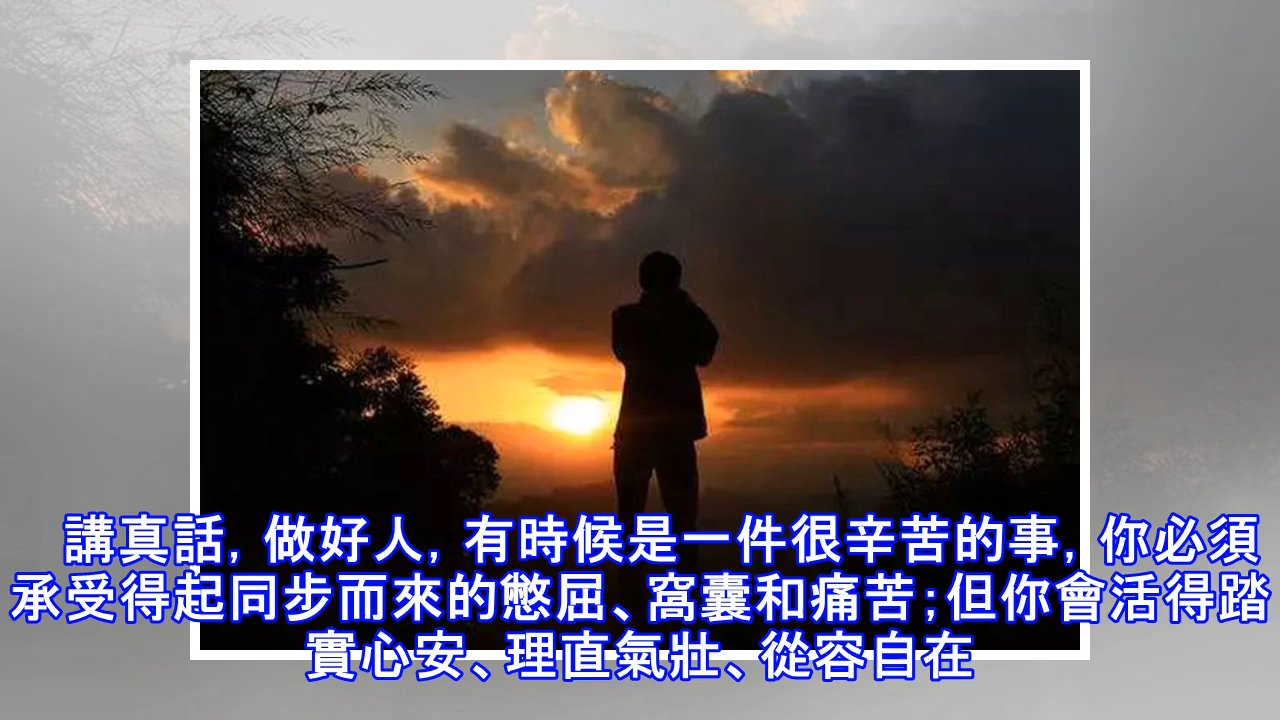 講真話,做好人,有時候是一件很辛苦的事,你必須
承受得起同步而來的憋屈、窩囊和痛苦;但你會活得踏
實心安、理直氣壯、從容自在